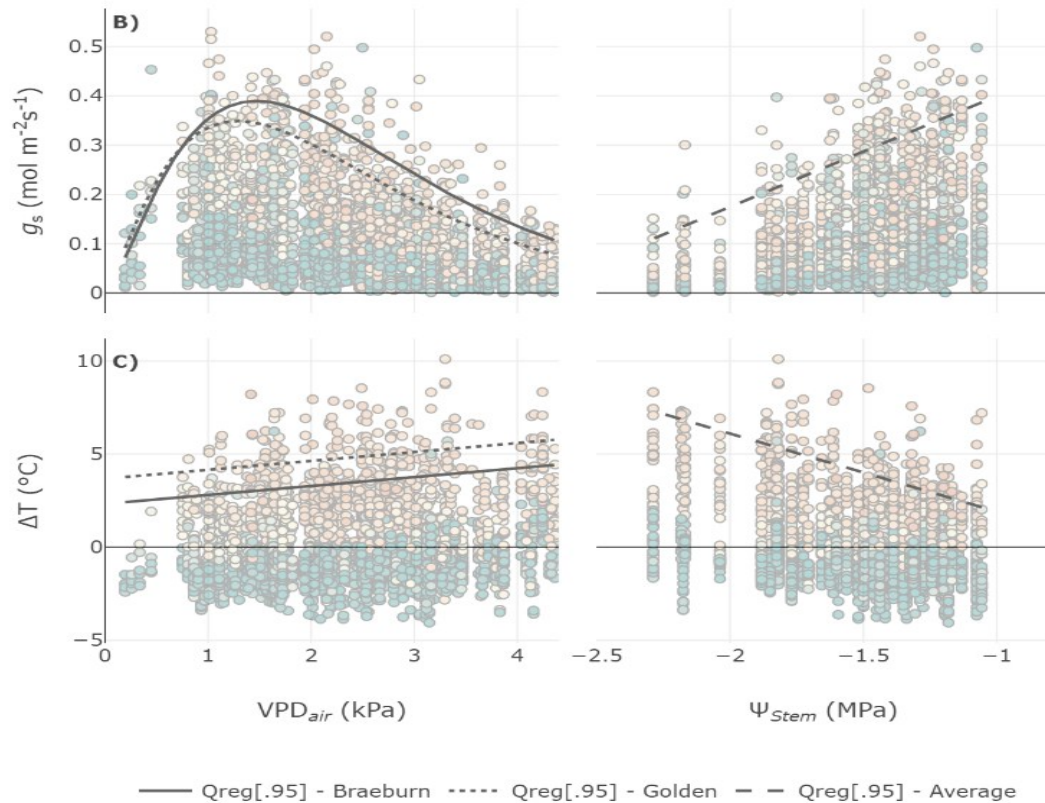 B)
0.5
0.4
0.3
0.2
0.1
0
gₛ (mol m⁻²s⁻¹)
C)
10
5
0
−5
ΔT (ºC)
0 1 2 3 4 −2.5 −2 −1.5 −1
VPDair (kPa) ΨStem (MPa)
Qreg[.95] - Braeburn Qreg[.95] - Golden Qreg[.95] - Average